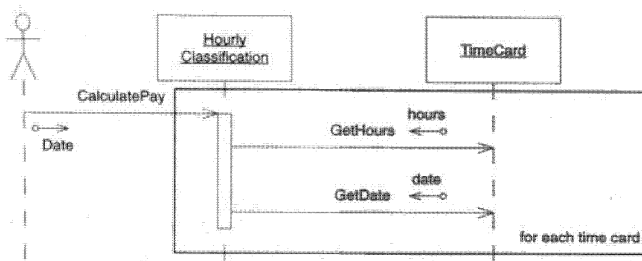 Hourly
Classification
TimeCard
CalculatePay
hours
GetHours
Date
date
GetDate
for each time card